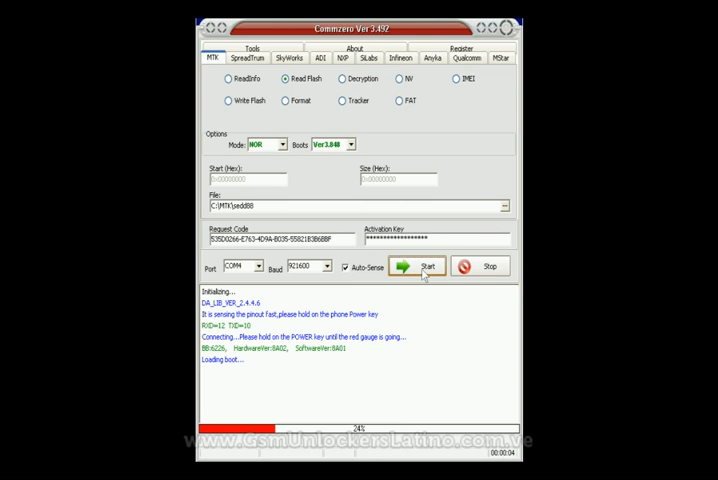 Commzero Ver 3.492
Tools About Register
MTK SpreadTrum SkyWorks ADI NXP SiLabs Infineon Anyka Qualcomm MStar
ReadInfo Read Flash Decryption NV IMEI
Write Flash Format Tracker FAT
Options
Mode: NOR Boots Ver3.848
Start (Hex): Size (Hex):
0x00000000 0x00000000
File:
C:\MTK\sedd88 ...
Request Code Activation Key
535D0266-E763-4D9A-B035-55821B3B6BBF ******************
Port COM4 Baud 921600 Auto-Sense Start Stop
Initializing...
DA_LIB_VER_2.4.4.6
It is sensing the pinout fast,please hold on the phone Power key
RXD=12 TXD=10
Connecting...Please hold on the POWER key until the red gauge is going...
BB:6226, HardwareVer:8A02, SoftwareVer:8A01
Loading boot...
24%
www.GsmUnlockersLatino.com.ve
00:00:04